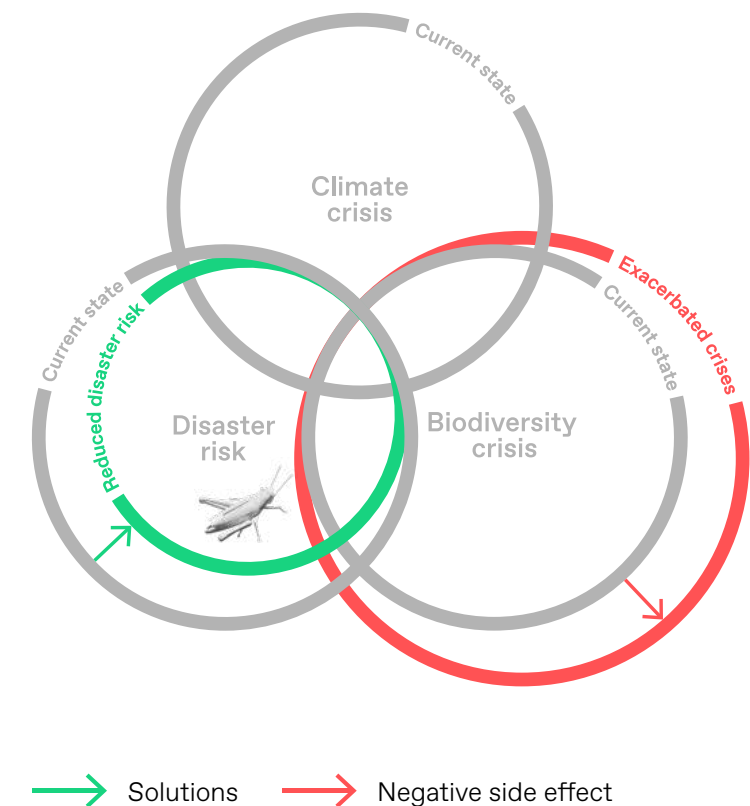 Current state
Climate
crisis
Exacerbated crises
Current state
Current state
Reduced disaster risk
Disaster
risk
Biodiversity
crisis
Solutions
Negative side effect